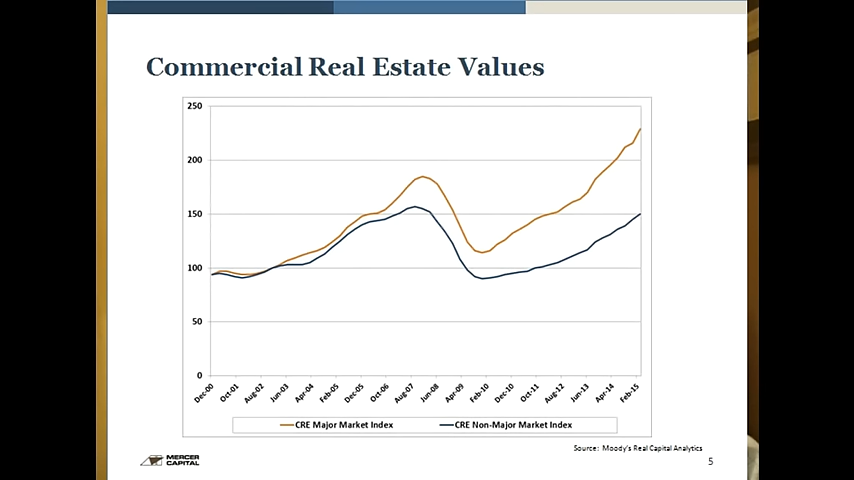 Commercial Real Estate Values
250
200
150
100
50
0
Dec-00 Oct-01 Aug-02 Jun-03 Apr-04 Feb-05 Dec-05 Oct-06 Aug-07 Jun-08 Apr-09 Feb-10 Dec-10 Oct-11 Aug-12 Jun-13 Apr-14 Feb-15
CRE Major Market Index CRE Non-Major Market Index
Source: Moody's Real Capital Analytics
MERCER
CAPITAL
5